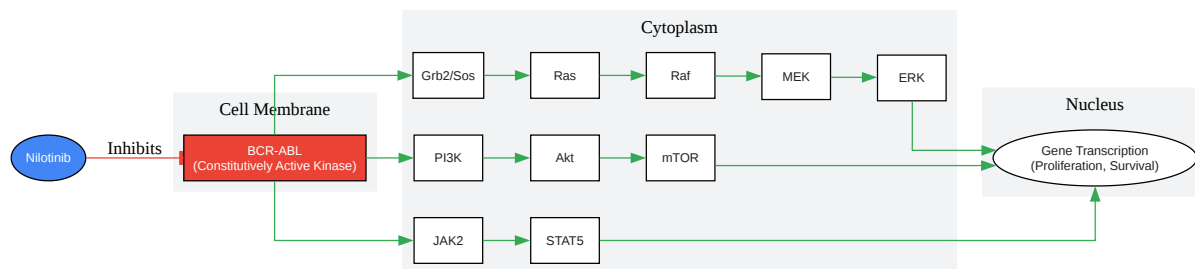 Cytoplasm
Grb2/Sos
Ras
Raf
MEK
ERK
Cell Membrane
Nucleus
Nilotinib
Inhibits
BCR-ABL
(Constitutively Active Kinase)
PI3K
Akt
mTOR
Gene Transcription
(Proliferation, Survival)
JAK2
STAT5